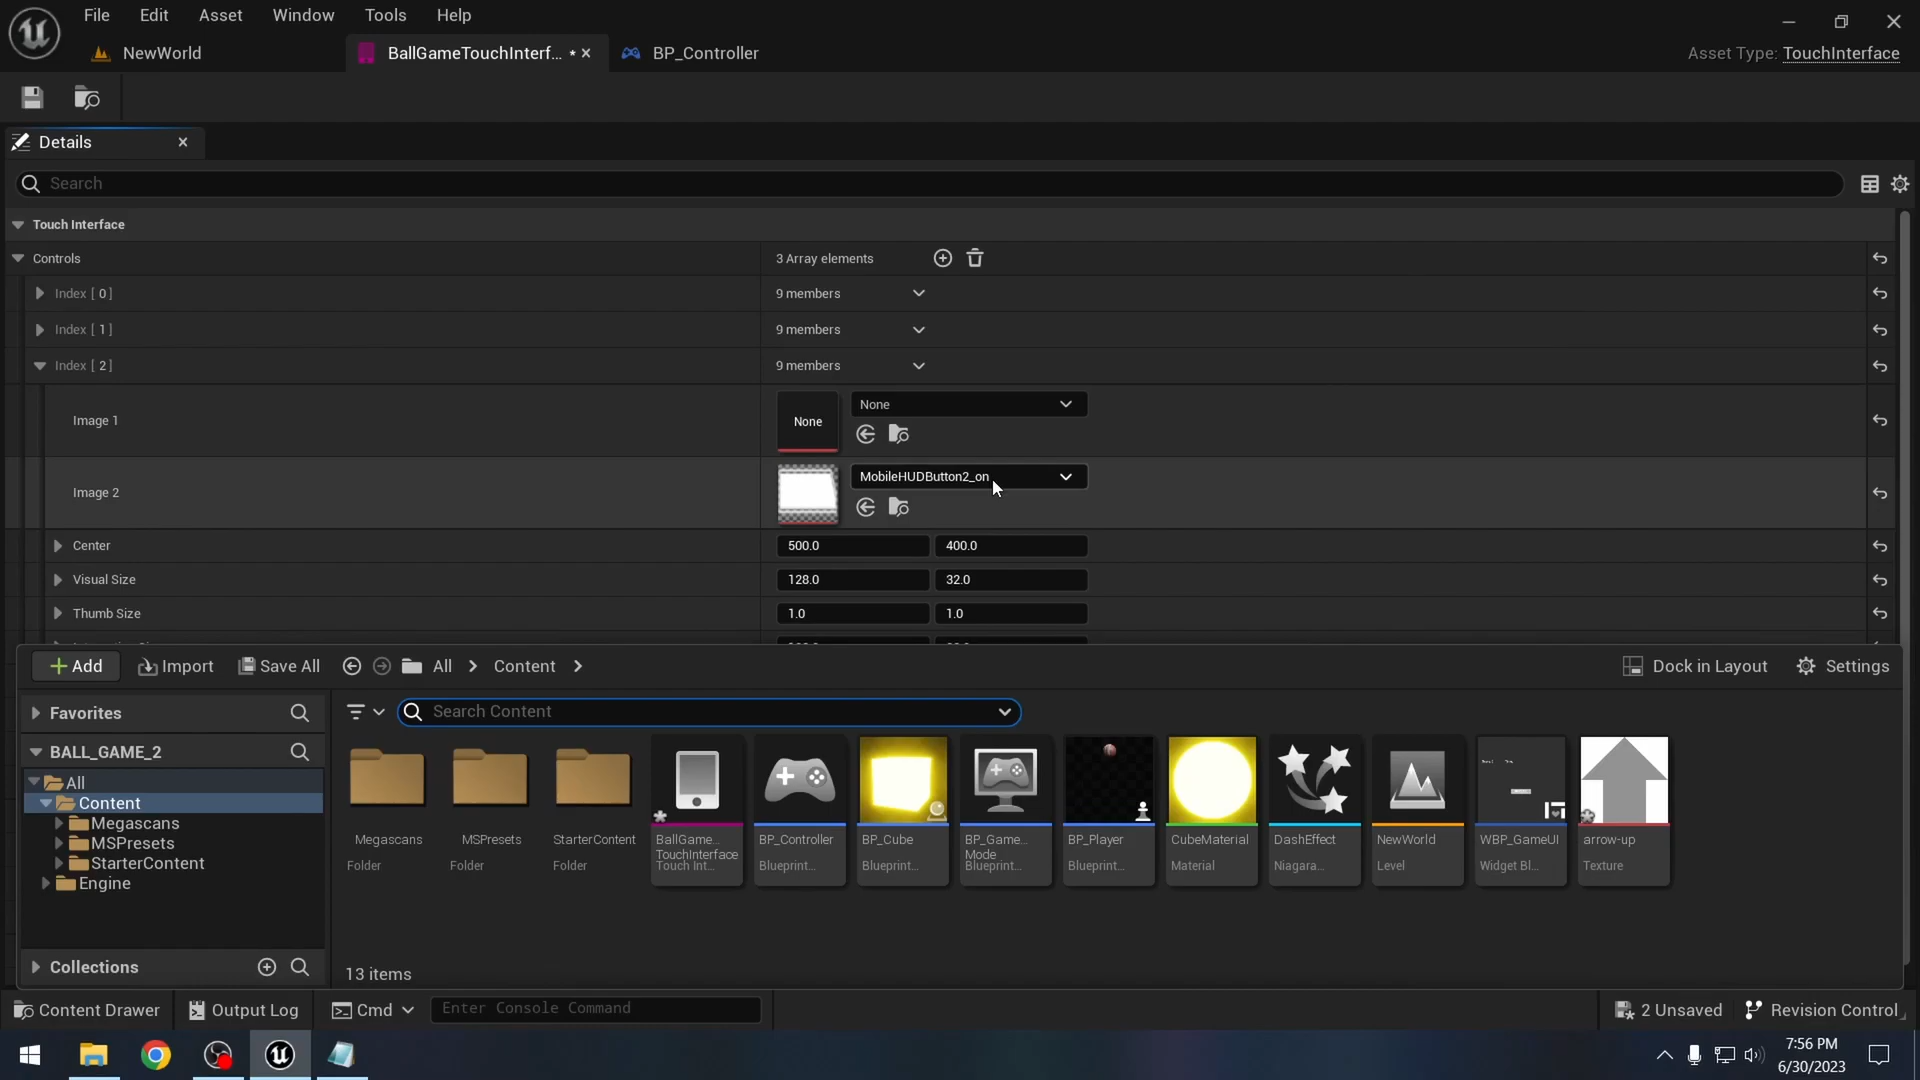 File Edit Asset Window Tools Help
NewWorld BallGameTouchInterf... * BP_Controller Asset Type: TouchInterface
Details
Search
Touch Interface
Controls 3 Array elements
Index [ 0 ] 9 members
Index [ 1 ] 9 members
Index [ 2 ] 9 members
Image 1 None None
Image 2 MobileHUDButton2_on
Center 500.0 400.0
Visual Size 128.0 32.0
Thumb Size 1.0 1.0
Add Import Save All All Content Dock in Layout Settings
Favorites Search Content
BALL_GAME_2
All
Content
Megascans
MSPresets
StarterContent
Engine
Collections
Megascans
Folder
MSPresets
Folder
StarterContent
Folder
BallGame...
TouchInterface
Touch Int...
BP_Controller
Blueprint...
BP_Cube
Blueprint...
BP_Game...
Mode
Blueprint...
BP_Player
Blueprint...
CubeMaterial
Material
DashEffect
Niagara...
NewWorld
Level
WBP_GameUI
Widget Bl...
arrow-up
Texture
13 items
Content Drawer Output Log Cmd Enter Console Command 2 Unsaved Revision Control
7:56 PM
6/30/2023